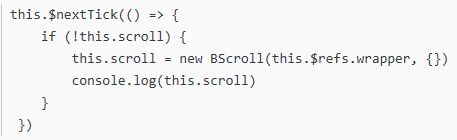 this.$nextTick(() => {
    if (!this.scroll) {
        this.scroll = new BScroll(this.$refs.wrapper, {})
        console.log(this.scroll)
    }
 })